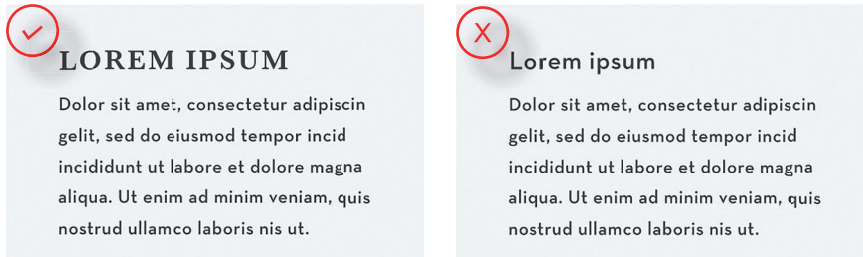 LOREM IPSUM
Dolor sit amet, consectetur adipiscin
gelit, sed do eiusmod tempor incid
incididunt ut labore et dolore magna
aliqua. Ut enim ad minim veniam, quis
nostrud ullamco laboris nis ut.
X
Lorem ipsum
Dolor sit amet, consectetur adipiscin
gelit, sed do eiusmod tempor incid
incididunt ut labore et dolore magna
aliqua. Ut enim ad minim veniam, quis
nostrud ullamco laboris nis ut.